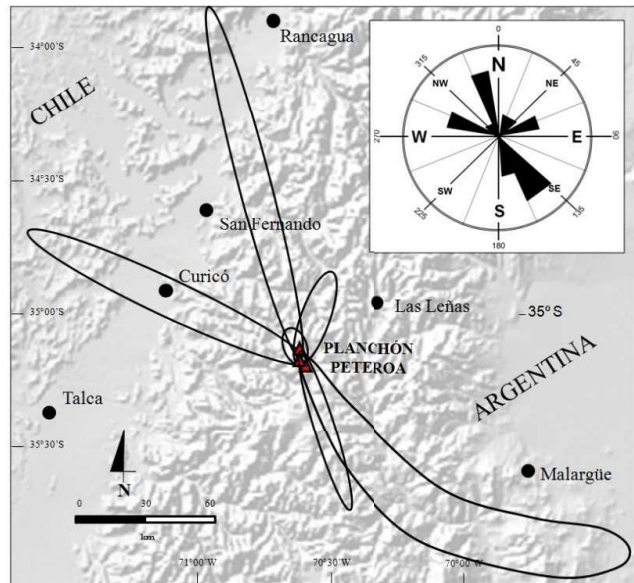 34°00'S
34°30'S
35°00'S
35°30'S
71°00'W
70°30'W
70°00'W
Rancagua
CHILE
San Fernando
Curicó
Las Leñas
35° S
PLANCHÓN
PETEROA
ARGENTINA
Talca
Malargüe
N
0 30 60
km
0
315
45
N
NW
NE
270
W
E
90
SW
SE
225
S
135
180